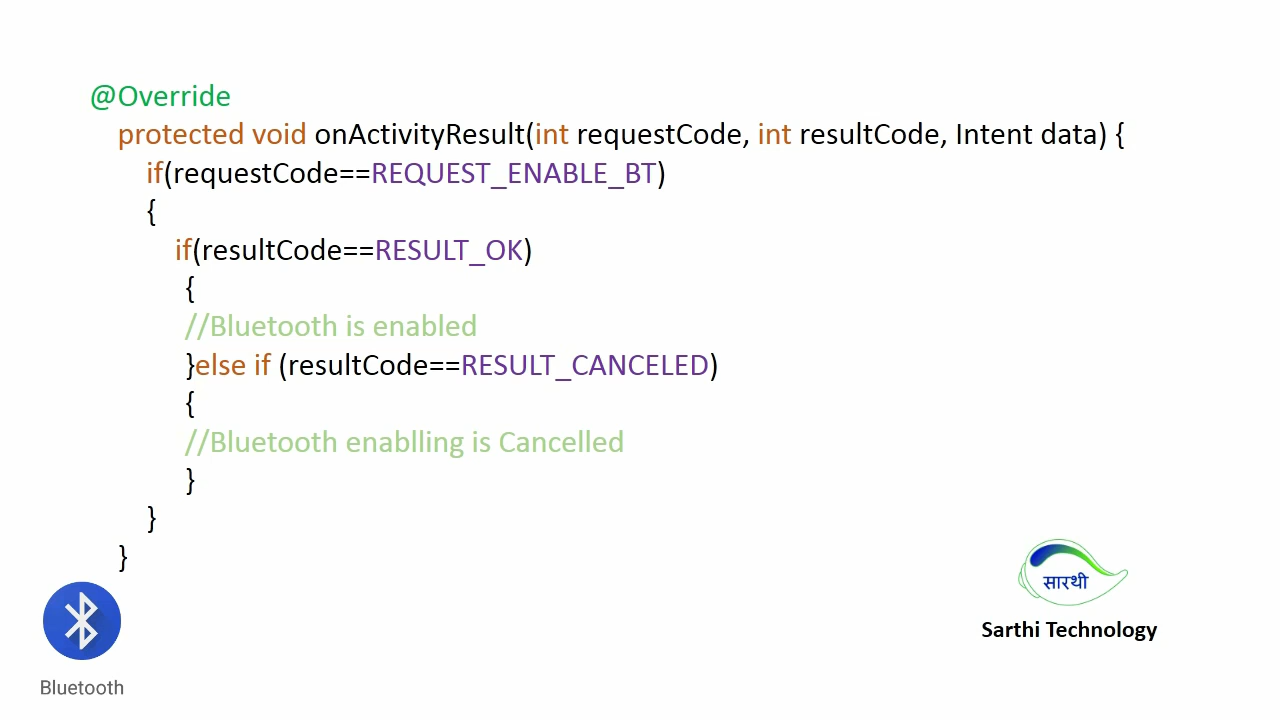 @Override
protected void onActivityResult(int requestCode, int resultCode, Intent data) {
if(requestCode==REQUEST_ENABLE_BT)
{
if(resultCode==RESULT_OK)
{
//Bluetooth is enabled
}else if (resultCode==RESULT_CANCELED)
{
//Bluetooth enablling is Cancelled
}
}
}
सारथी
Sarthi Technology
Bluetooth